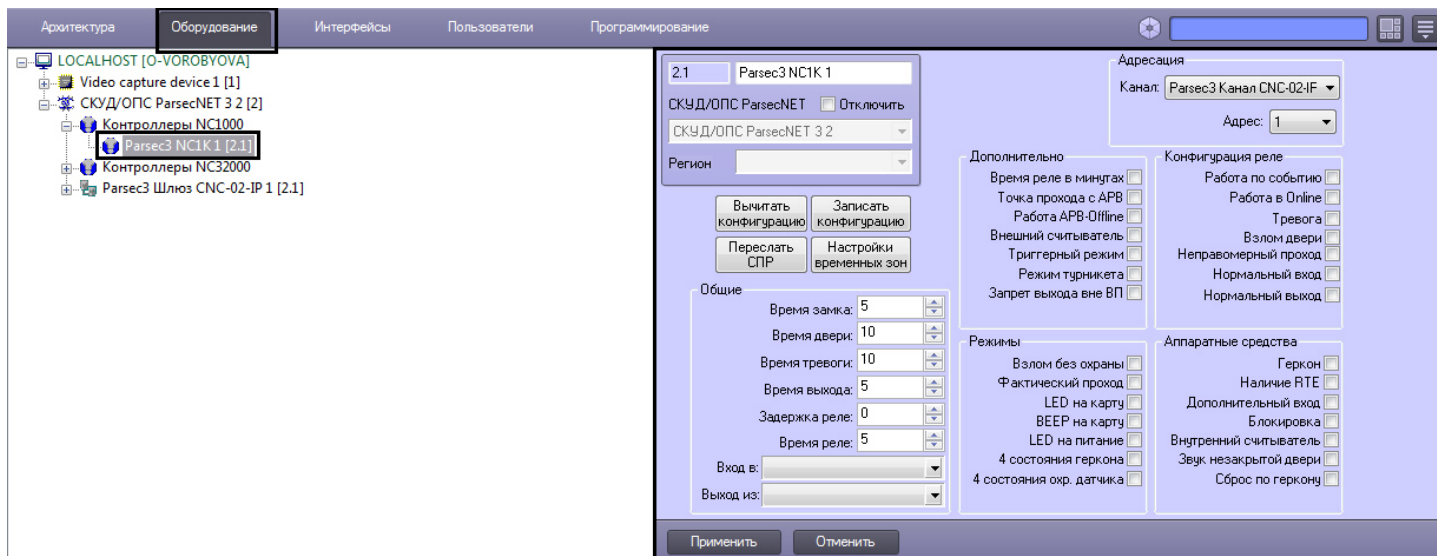 Архитектура
Оборудование
Интерфейсы
Пользователи
Программирование
LOCALHOST [O-VOROBYOVA]
Video capture device 1 [1]
СКУД/ОПС ParsecNET 3 2 [2]
Контроллеры NC1000
Parsec3 NC1K 1 [2.1]
Контроллеры NC32000
Parsec3 Шлюз CNC-02-IP 1 [2.1]
2.1 Parsec3 NC1K 1
СКУД/ОПС ParsecNET Отключить
СКУД/ОПС ParsecNET 3 2
Регион
Адресация
Канал: Parsec3 Канал CNC-02-IF
Адрес: 1
Вычитать конфигурацию
Записать конфигурацию
Переслать СПР
Настройки временных зон
Общие
Время замка: 5
Время двери: 10
Время тревоги: 10
Время выхода: 5
Задержка реле: 0
Время реле: 5
Вход в:
Выход из:
Дополнительно
Время реле в минутах
Точка прохода с APB
Работа APB-Offline
Внешний считыватель
Триггерный режим
Режим турникета
Запрет выхода вне ВП
Конфигурация реле
Работа по событию
Работа в Online
Тревога
Взлом двери
Неправомерный проход
Нормальный вход
Нормальный выход
Режимы
Взлом без охраны
Фактический проход
LED на карту
BEEP на карту
LED на питание
4 состояния геркона
4 состояния охр. датчика
Аппаратные средства
Геркон
Наличие RTE
Дополнительный вход
Блокировка
Внутренний считыватель
Звук незакрытой двери
Сброс по геркону
Применить
Отменить